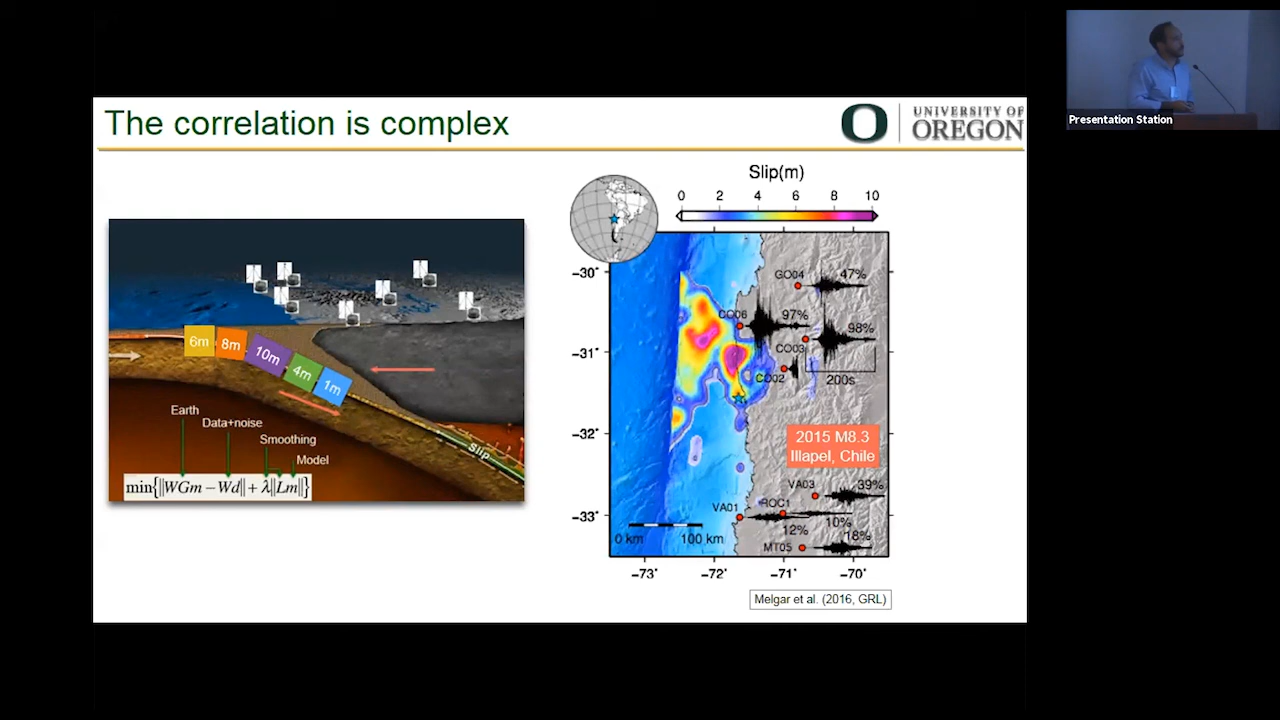 The correlation is complex
UNIVERSITY OF
OREGON
Presentation Station
6m
8m
10m
4m
1m
Slip
Earth
Data+noise
Smoothing
Model
min{‖WGm − Wd‖ + λ‖Lm‖}
Slip(m)
0 2 4 6 8 10
GO04 47%
CO06 97%
98%
CO03
CO02
200s
2015 M8.3
Illapel, Chile
VA03 39%
VA01 ROC1
12% 10%
MT05 18%
0 km 100 km
−30°
−31°
−32°
−33°
−73° −72° −71° −70°
Melgar et al. (2016, GRL)